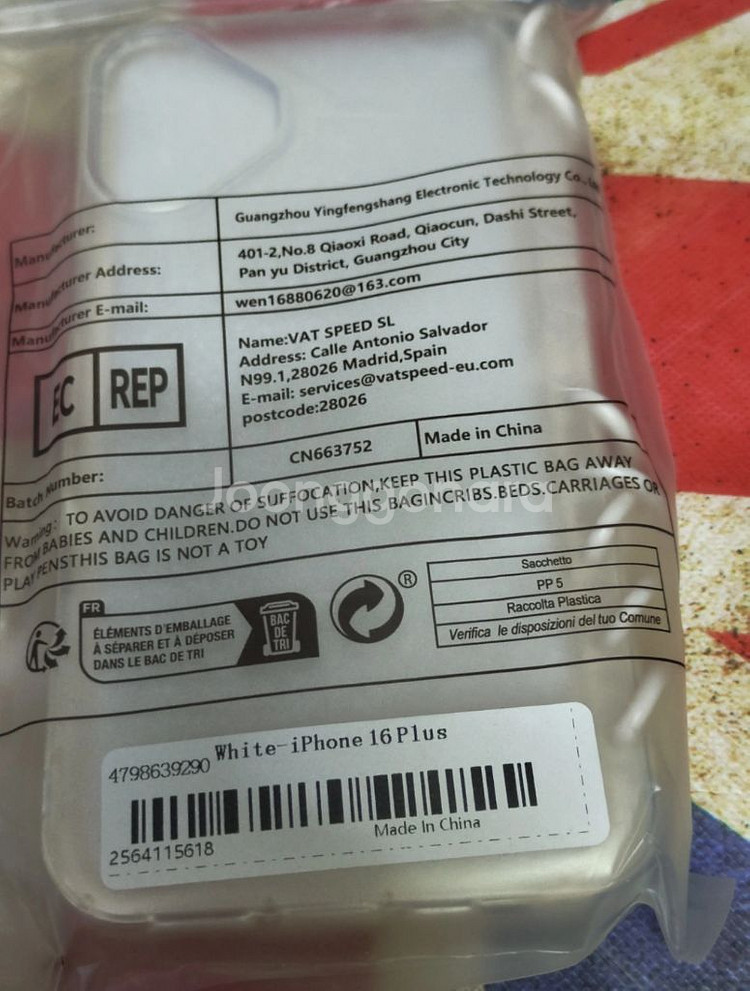 Manufacturer:
Guangzhou Yingfengshang Electronic Technology Co.,
Manufacturer Address:
401-2,No.8 Qiaoxi Road, Qiaocun, Dashi Street,
Pan yu District, Guangzhou City
Manufacturer E-mail:
wen16880620@163.com
EC REP
Name:VAT SPEED SL
Address: Calle Antonio Salvador
N99.1,28026 Madrid,Spain
E-mail: services@vatspeed-eu.com
postcode:28026
Batch Number:
CN663752
Made in China
Joonggonara
Warning: TO AVOID DANGER OF SUFFOCATION,KEEP THIS PLASTIC BAG AWAY
FROM BABIES AND CHILDREN.DO NOT USE THIS BAGINCRIBS.BEDS.CARRIAGES OR
PLAY PENSTHIS BAG IS NOT A TOY
FR
ÉLÉMENTS D'EMBALLAGE
À SÉPARER ET À DÉPOSER
DANS LE BAC DE TRI
BAC
DE
TRI
®
Sacchetto
PP 5
Raccolta Plastica
Verifica le disposizioni del tuo Comune
White-iPhone 16 Plus
4798639290
Made In China
2564115618